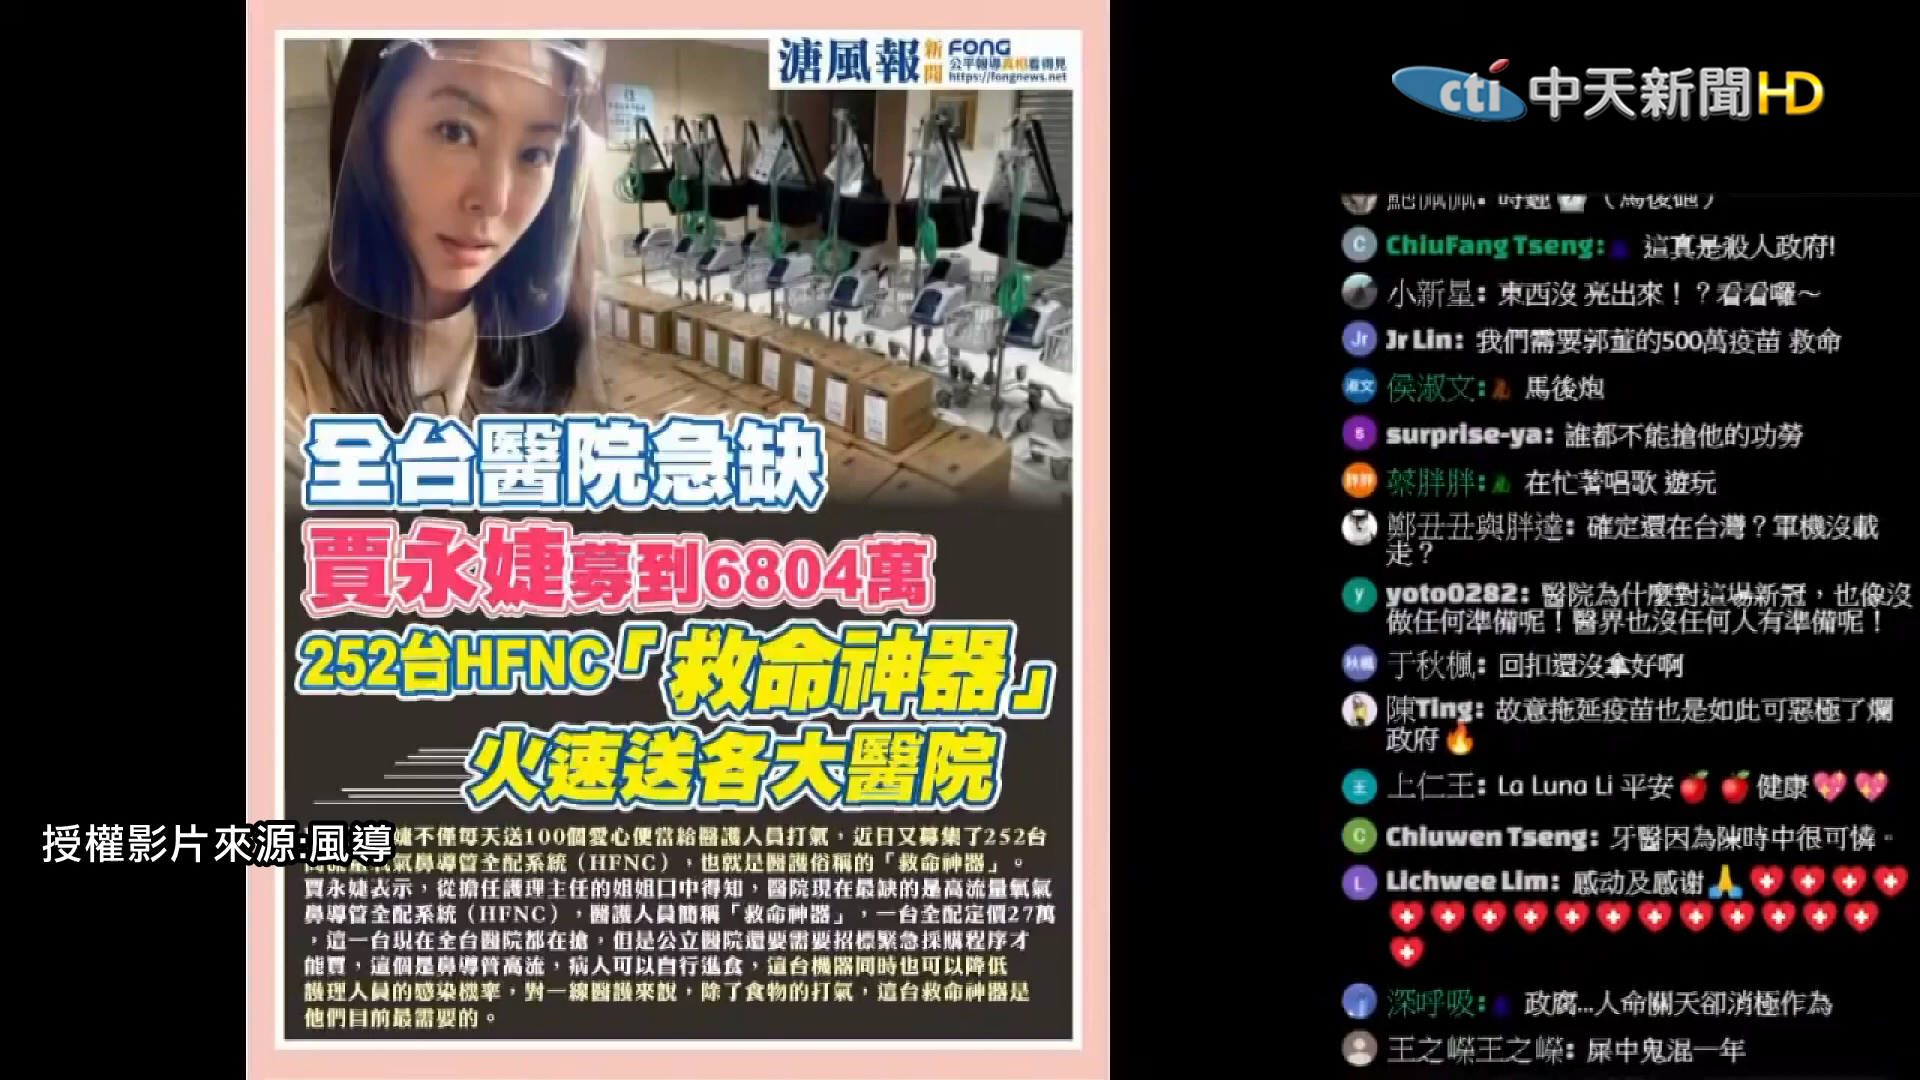 溏風報
新聞
FONG
公平報導真相看得見
https://fongnews.net
cti 中天新聞HD
全台醫院急缺
賈永婕募到6804萬
252台HFNC「救命神器」
火速送各大醫院
婕不僅每天送100個愛心便當給醫護人員打氣，近日又募集了252台
氧氣鼻導管全配系統（HFNC），也就是醫護俗稱的「救命神器」。
賈永婕表示，從擔任護理主任的姐姐口中得知，醫院現在最缺的是高流量氧氣
鼻導管全配系統（HFNC），醫護人員簡稱「救命神器」，一台全配定價27萬
，這一台現在全台醫院都在搶，但是公立醫院還要需要招標緊急採購程序才
能買，這個是鼻導管高流，病人可以自行進食，這台機器同時也可以降低
護理人員的感染機率，對一線醫護來說，除了食物的打氣，這台救命神器是
他們目前最需要的。
授權影片來源:風導
鮑佩佩: 時鐘（馬後砲）
C ChiuFang Tseng: 這真是殺人政府!
小新星: 東西沒 亮出來！？看看囉～
Jr Jr Lin: 我們需要郭董的500萬疫苗 救命
淑文 侯淑文: 馬後炮
s surprise-ya: 誰都不能搶他的功勞
胖胖 蔡胖胖: 在忙著唱歌 遊玩
鄭丑丑與胖達: 確定還在台灣？軍機沒載
走？
y yoto0282: 醫院為什麼對這場新冠，也像沒
做任何準備呢！醫界也沒任何人有準備呢！
秋楓 于秋楓: 回扣還沒拿好啊
陳Ting: 故意拖延疫苗也是如此可惡極了爛
政府🔥
王 上仁王: La Luna Li 平安🍎🍎健康💖💖
C Chiuwen Tseng: 牙醫因為陳時中很可憐。
L Lichwee Lim: 感动及感谢🙏
深呼吸: 政腐...人命關天卻消極作為
王之嶸王之嶸: 屎中鬼混一年